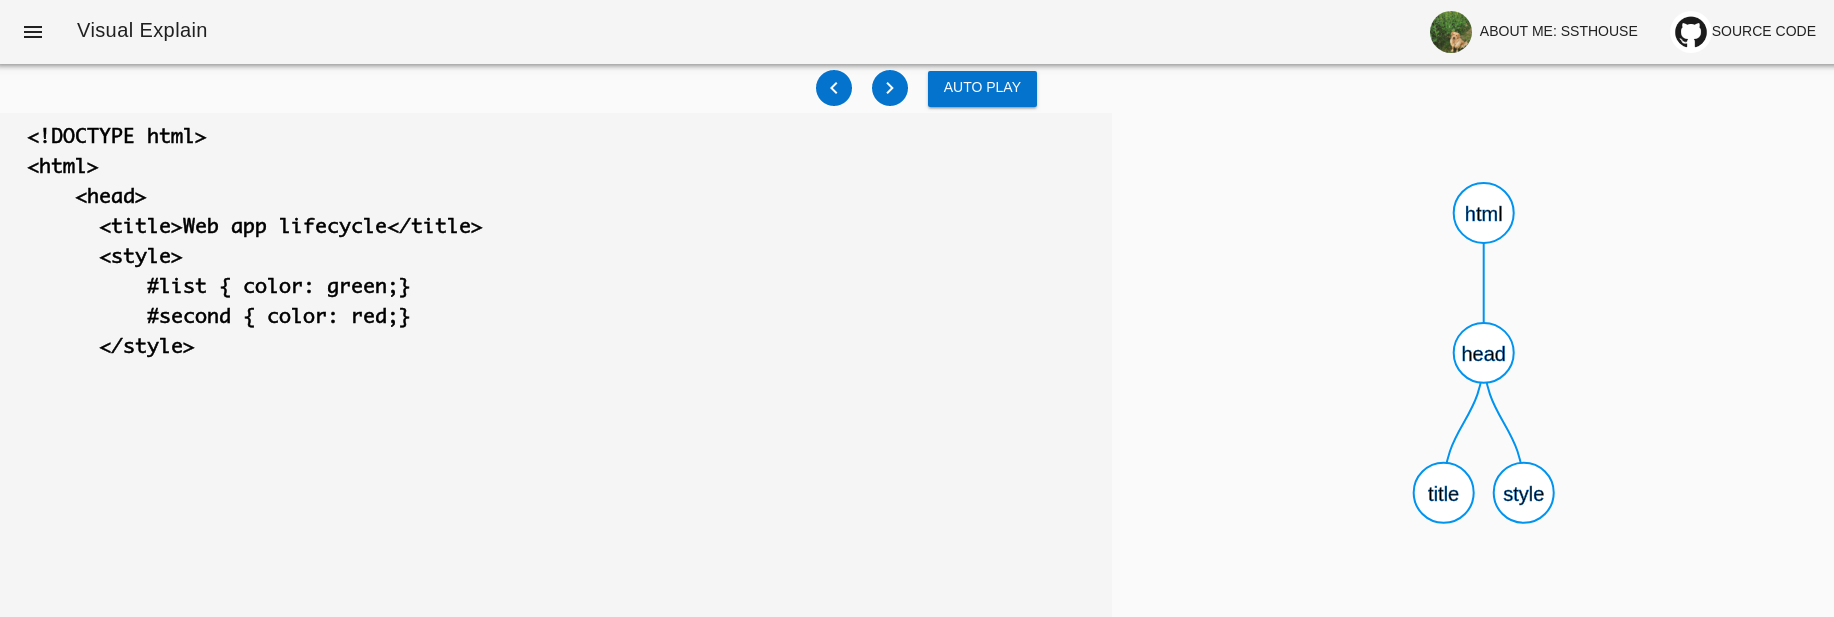 Visual Explain
ABOUT ME: SSTHOUSE
SOURCE CODE
AUTO PLAY
<!DOCTYPE html>
<html>
    <head>
      <title>Web app lifecycle</title>
      <style>
          #list { color: green;}
          #second { color: red;}
      </style>
html
head
title style